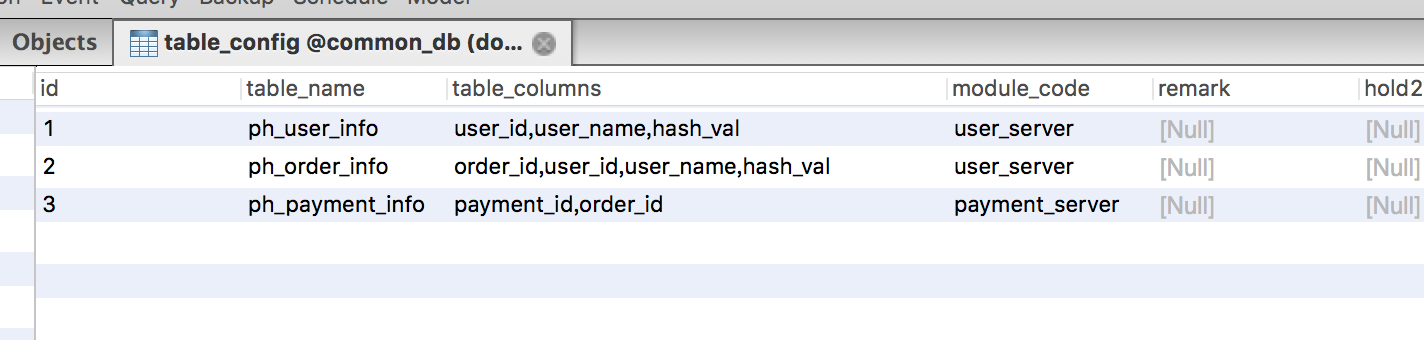 Event Query Backup Schedule Model
Objects table_config @common_db (do...
id table_name table_columns module_code remark hold2
1 ph_user_info user_id,user_name,hash_val user_server [Null] [Null]
2 ph_order_info order_id,user_id,user_name,hash_val user_server [Null] [Null]
3 ph_payment_info payment_id,order_id payment_server [Null] [Null]